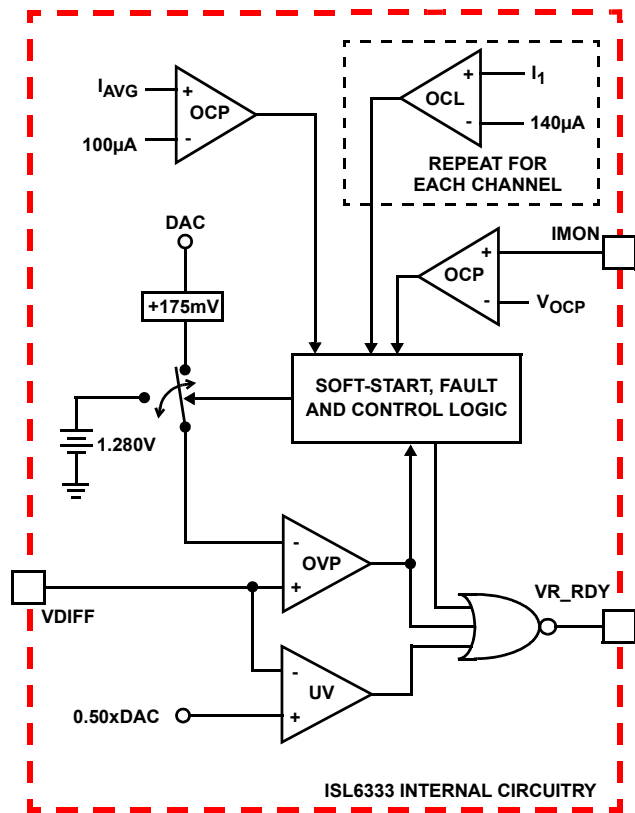 I_AVG
+
OCP
100µA
-
+
I_1
OCL
-
140µA
REPEAT FOR
EACH CHANNEL
DAC
+175mV
IMON
+
OCP
-
V_OCP
SOFT-START, FAULT
AND CONTROL LOGIC
1.280V
-
OVP
+
VDIFF
VR_RDY
-
UV
+
0.50xDAC
ISL6333 INTERNAL CIRCUITRY